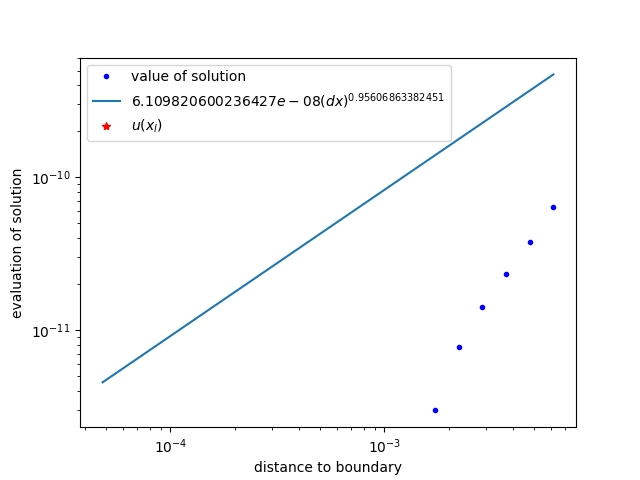 value of solution
6.109820600236427e − 08(dx)^0.95606863382451
u(x_l)
10^−10
10^−11
evaluation of solution
10^−4
10^−3
distance to boundary